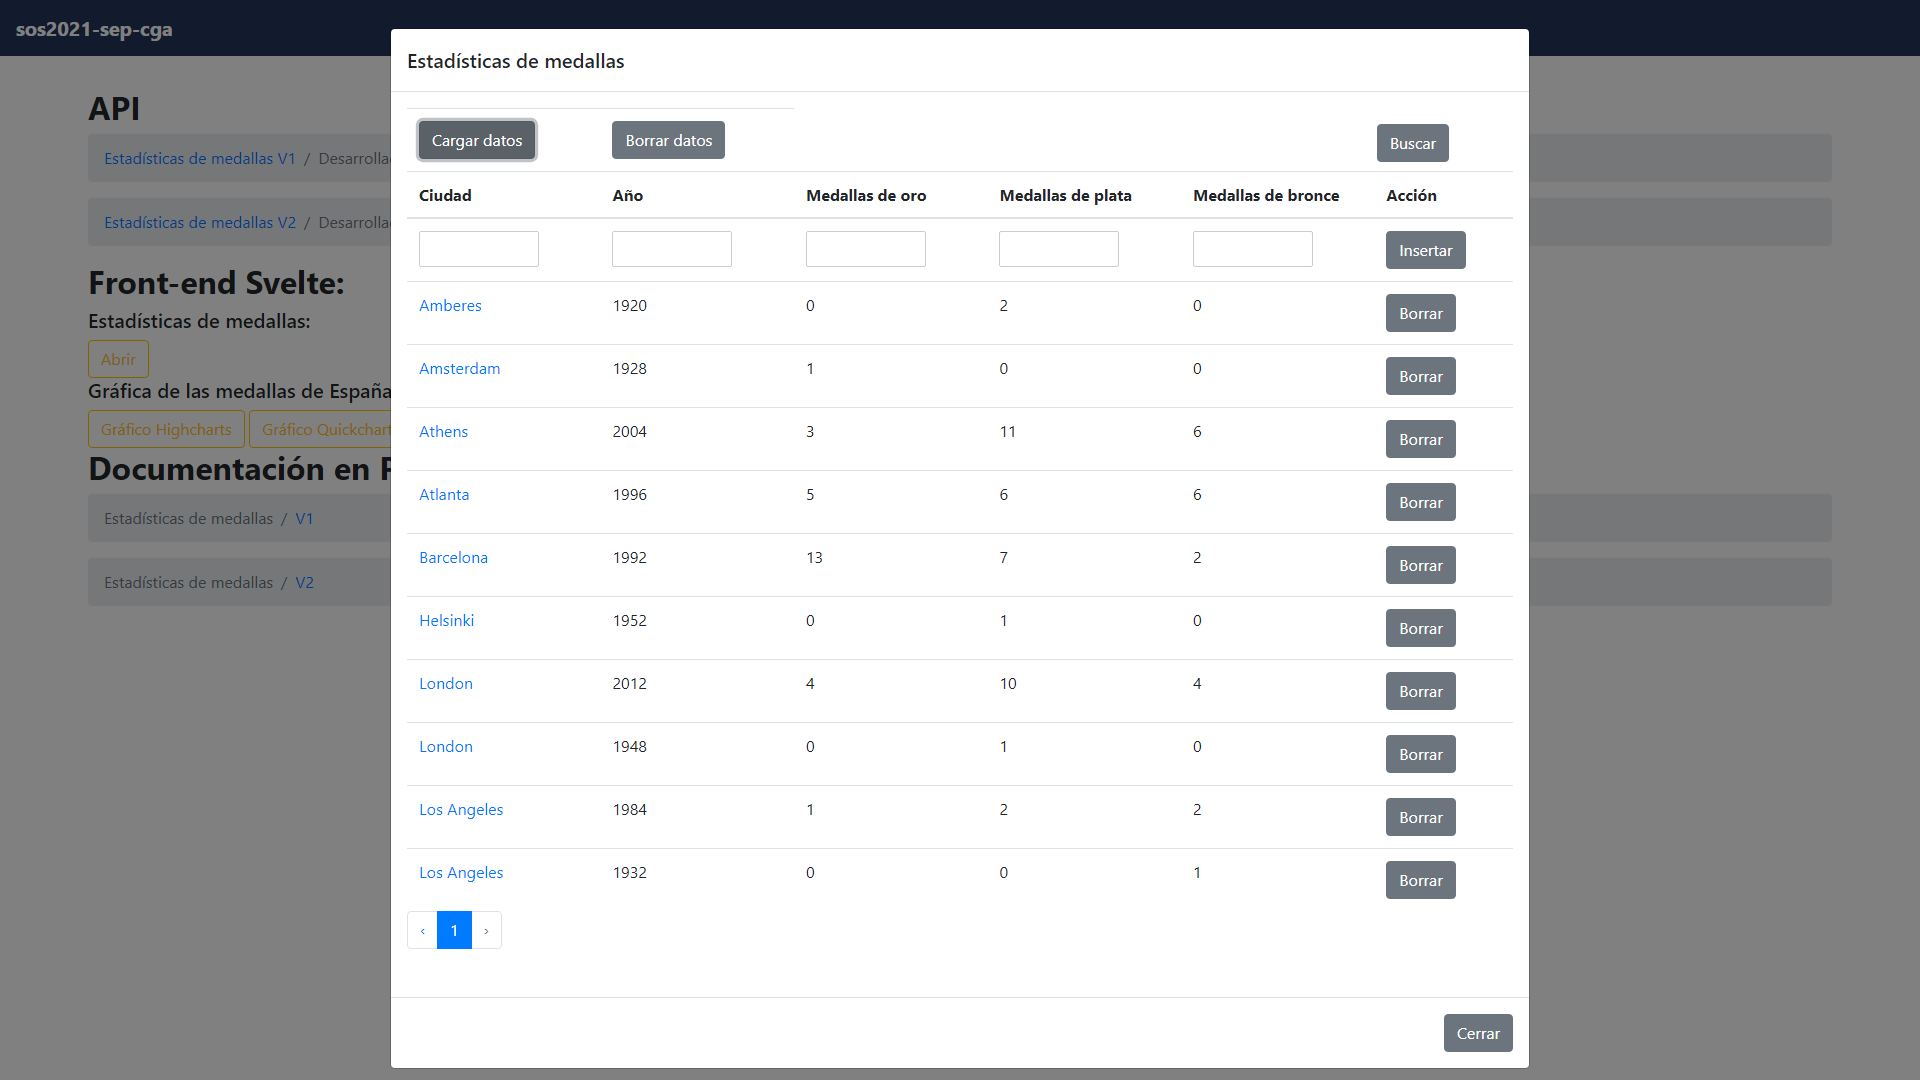 sos2021-sep-cga
API
Estadísticas de medallas V1 / Desarrolla
Estadísticas de medallas V2 / Desarrolla
Front-end Svelte:
Estadísticas de medallas:
Abrir
Gráfica de las medallas de España
Gráfico Highcharts Gráfico Quickchart
Documentación en
Estadísticas de medallas / V1
Estadísticas de medallas / V2
Estadísticas de medallas
Cargar datos Borrar datos Buscar
Ciudad Año Medallas de oro Medallas de plata Medallas de bronce Acción
Insertar
Amberes 1920 0 2 0 Borrar
Amsterdam 1928 1 0 0 Borrar
Athens 2004 3 11 6 Borrar
Atlanta 1996 5 6 6 Borrar
Barcelona 1992 13 7 2 Borrar
Helsinki 1952 0 1 0 Borrar
London 2012 4 10 4 Borrar
London 1948 0 1 0 Borrar
Los Angeles 1984 1 2 2 Borrar
Los Angeles 1932 0 0 1 Borrar
‹ 1 ›
Cerrar